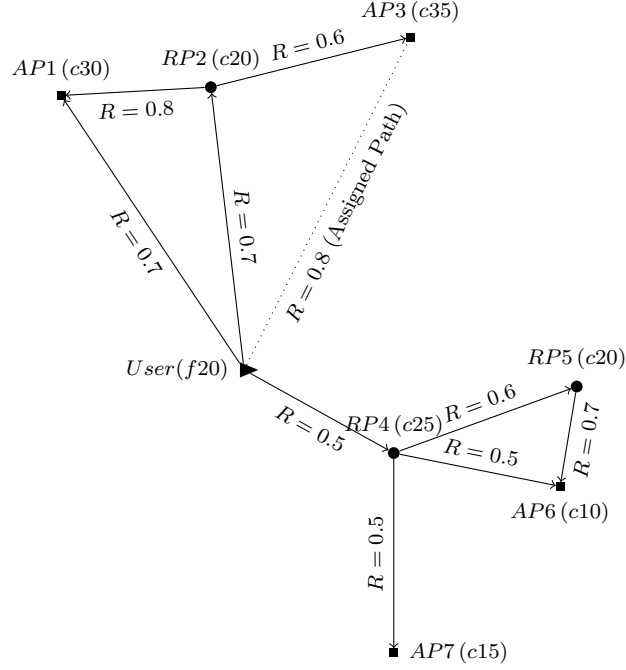 AP3 (c35)
RP2 (c20)
R = 0.6
AP1 (c30)
R = 0.8
R = 0.7
R = 0.7
R = 0.8 (Assigned Path)
User(f20)
RP5 (c20)
R = 0.5
RP4 (c25)
R = 0.6
R = 0.7
R = 0.5
AP6 (c10)
R = 0.5
AP7 (c15)